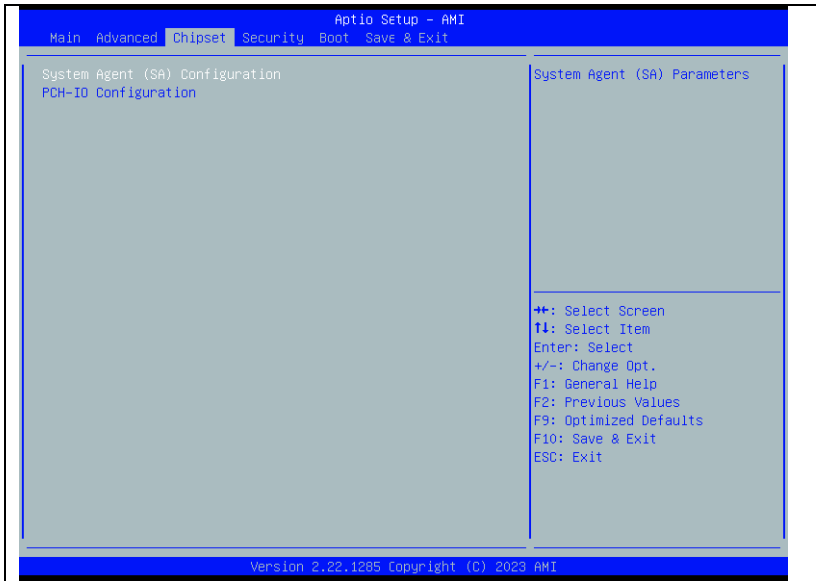 Aptio Setup – AMI
Main Advanced Chipset Security Boot Save & Exit
System Agent (SA) Configuration
PCH-IO Configuration
System Agent (SA) Parameters
→←: Select Screen
↑↓: Select Item
Enter: Select
+/-: Change Opt.
F1: General Help
F2: Previous Values
F9: Optimized Defaults
F10: Save & Exit
ESC: Exit
Version 2.22.1285 Copyright (C) 2023 AMI